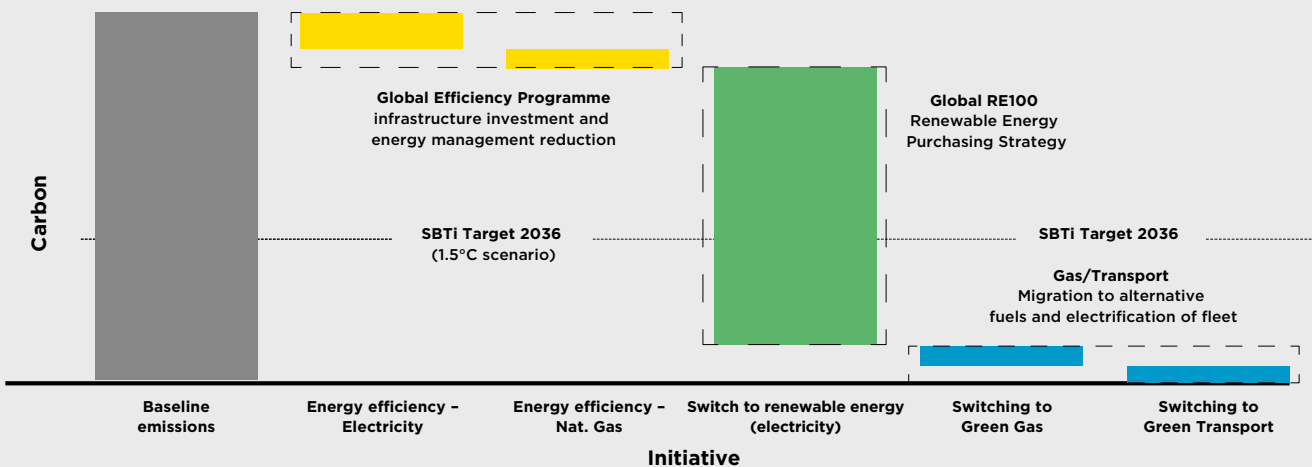 Global Efficiency Programme
infrastructure investment and
energy management reduction
Global RE100
Renewable Energy
Purchasing Strategy
Carbon
SBTi Target 2036
(1.5°C scenario)
SBTi Target 2036
Gas/Transport
Migration to alternative
fuels and electrification of fleet
Baseline
emissions
Energy efficiency –
Electricity
Energy efficiency –
Nat. Gas
Switch to renewable energy
(electricity)
Switching to
Green Gas
Switching to
Green Transport
Initiative